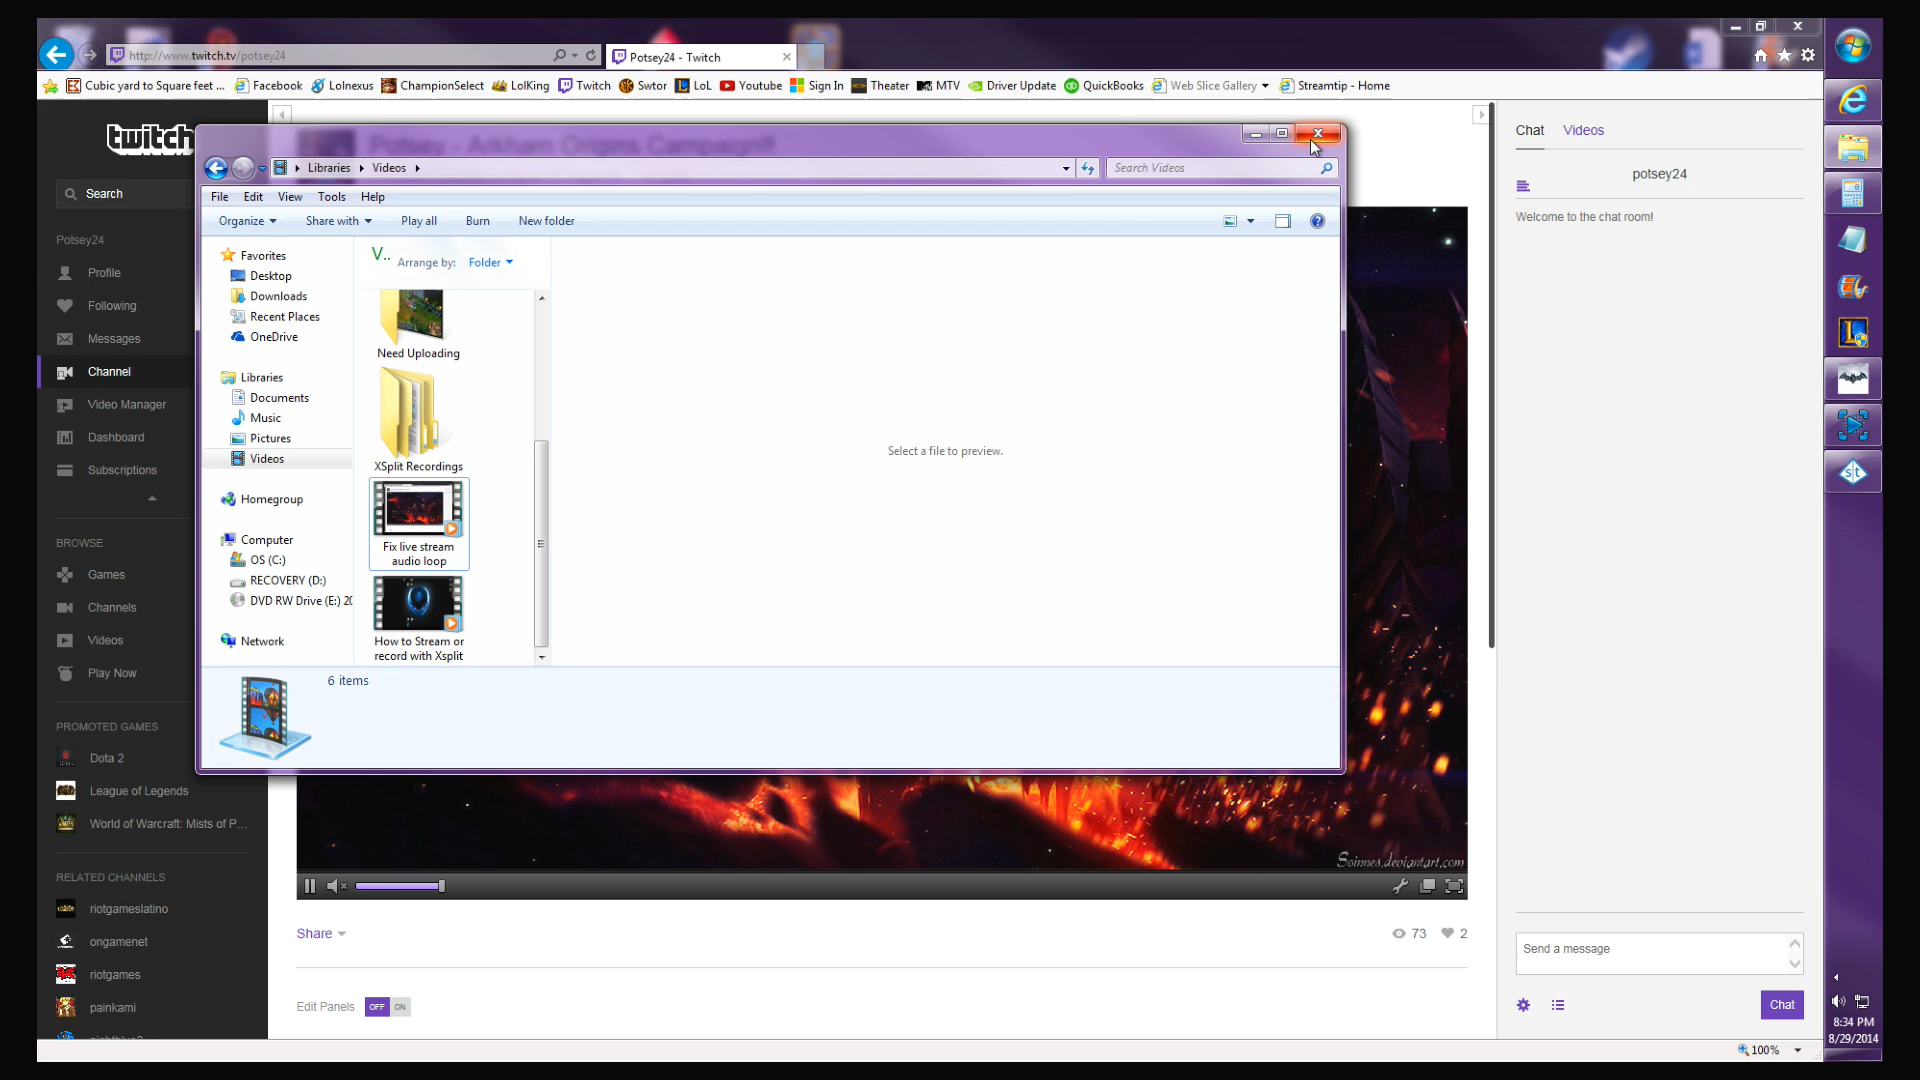 http://www.twitch.tv/potsey24
Potsey24 - Twitch
Cubic yard to Square feet ...
Facebook
Lolnexus
ChampionSelect
LolKing
Twitch
Swtor
LoL
Youtube
Sign In
Theater
MTV
Driver Update
QuickBooks
Web Slice Gallery
Streamtip - Home
twitch
Search
Potsey24
Profile
Following
Messages
Channel
Video Manager
Dashboard
Subscriptions
BROWSE
Games
Channels
Videos
Play Now
PROMOTED GAMES
Dota 2
League of Legends
World of Warcraft: Mists of P...
RELATED CHANNELS
riotgameslatino
ongamenet
riotgames
painkami
Potsey - Arkham Origins Campaign!!
Libraries
Videos
Search Videos
File
Edit
View
Tools
Help
Organize
Share with
Play all
Burn
New folder
Favorites
Desktop
Downloads
Recent Places
OneDrive
Libraries
Documents
Music
Pictures
Videos
Homegroup
Computer
OS (C:)
RECOVERY (D:)
DVD RW Drive (E:) 20
Network
V..
Arrange by:
Folder
Need Uploading
XSplit Recordings
Fix live stream
audio loop
How to Stream or
record with Xsplit
Select a file to preview.
6 items
Soinnes.deviantart.com
Share
73
2
Edit Panels
OFF
ON
Chat
Videos
potsey24
Welcome to the chat room!
Send a message
Chat
st
8:34 PM
8/29/2014
100%